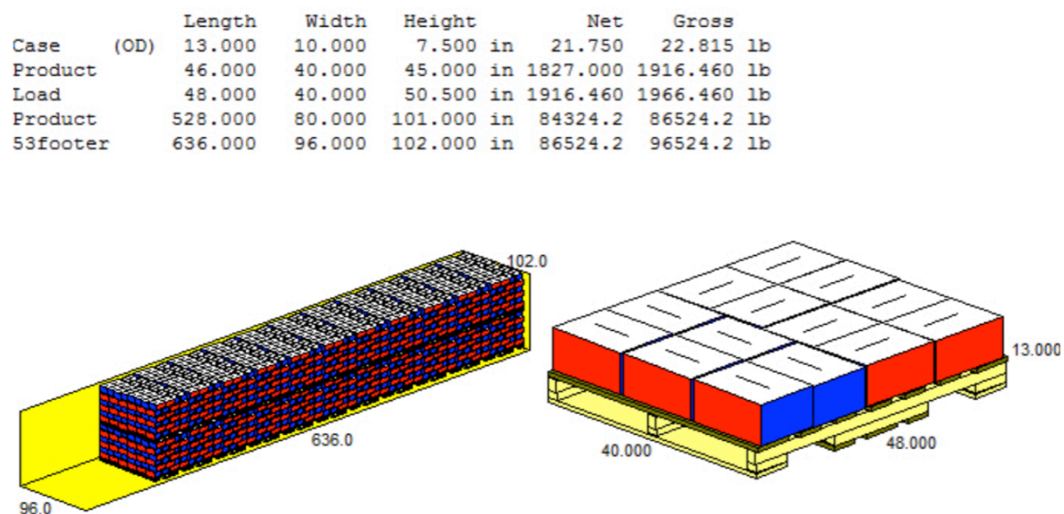 Length Width Height Net Gross
Case (OD) 13.000 10.000 7.500 in 21.750 22.815 lb
Product 46.000 40.000 45.000 in 1827.000 1916.460 lb
Load 48.000 40.000 50.500 in 1916.460 1966.460 lb
Product 528.000 80.000 101.000 in 84324.2 86524.2 lb
53footer 636.000 96.000 102.000 in 86524.2 96524.2 lb
102.0
13.000
636.0
40.000
48.000
96.0